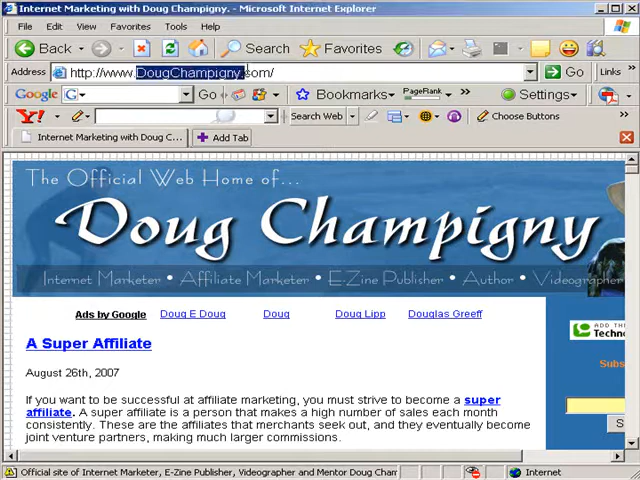 Internet Marketing with Doug Champigny. - Microsoft Internet Explorer
File Edit View Favorites Tools Help
Back Search Favorites
Address http://www.DougChampigny.com/ Go Links »
Google G Go Bookmarks PageRank Settings
Y! Search Web Choose Buttons
Internet Marketing with Doug C... Add Tab
The Official Web Home of...
Doug Champigny
Internet Marketer • Affiliate Marketer • E-Zine Publisher • Author • Videographer
Ads by Google Doug E Doug Doug Doug Lipp Douglas Greeff
ADD THI
Techno
A Super Affiliate
Subs
August 26th, 2007
If you want to be successful at affiliate marketing, you must strive to become a super
affiliate. A super affiliate is a person that makes a high number of sales each month
consistently. These are the affiliates that merchants seek out, and they eventually become
joint venture partners, making much larger commissions.
S
Official site of Internet Marketer, E-Zine Publisher, Videographer and Mentor Doug Cham Internet